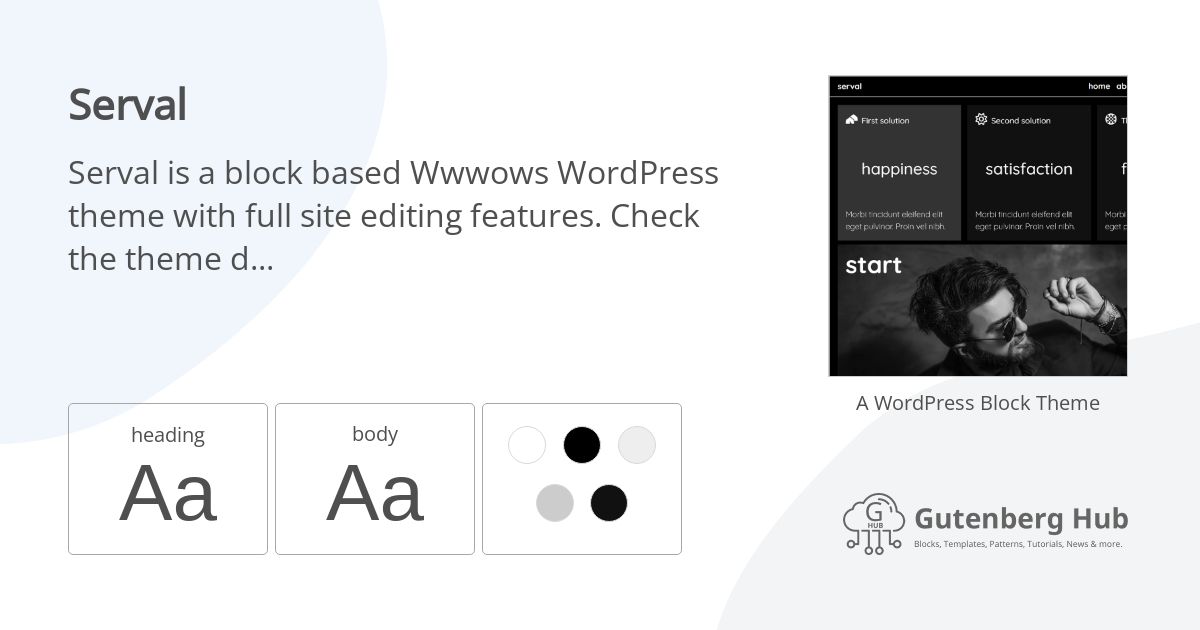 Serval
Serval is a block based Wwwows WordPress
theme with full site editing features. Check
the theme d...
heading
Aa
body
Aa
serval
home ab
First solution
Second solution
happiness
satisfaction
Morbi tincidunt eleifend elit
eget pulvinar. Proin vel nibh.
Morbi tincidunt eleifend elit
eget pulvinar. Proin vel nibh.
Morbi
eget p
start
A WordPress Block Theme
G
HUB
Gutenberg Hub
Blocks, Templates, Patterns, Tutorials, News & more.